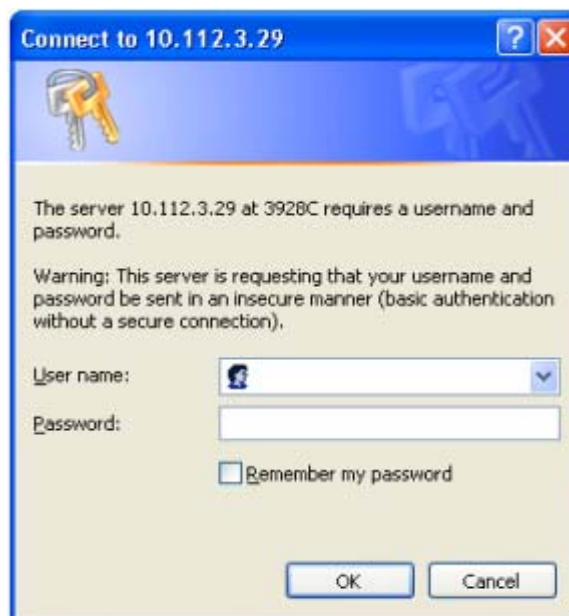 Connect to 10.112.3.29
The server 10.112.3.29 at 3928C requires a username and
password.
Warning: This server is requesting that your username and
password be sent in an insecure manner (basic authentication
without a secure connection).
User name:
Password:
Remember my password
OK Cancel